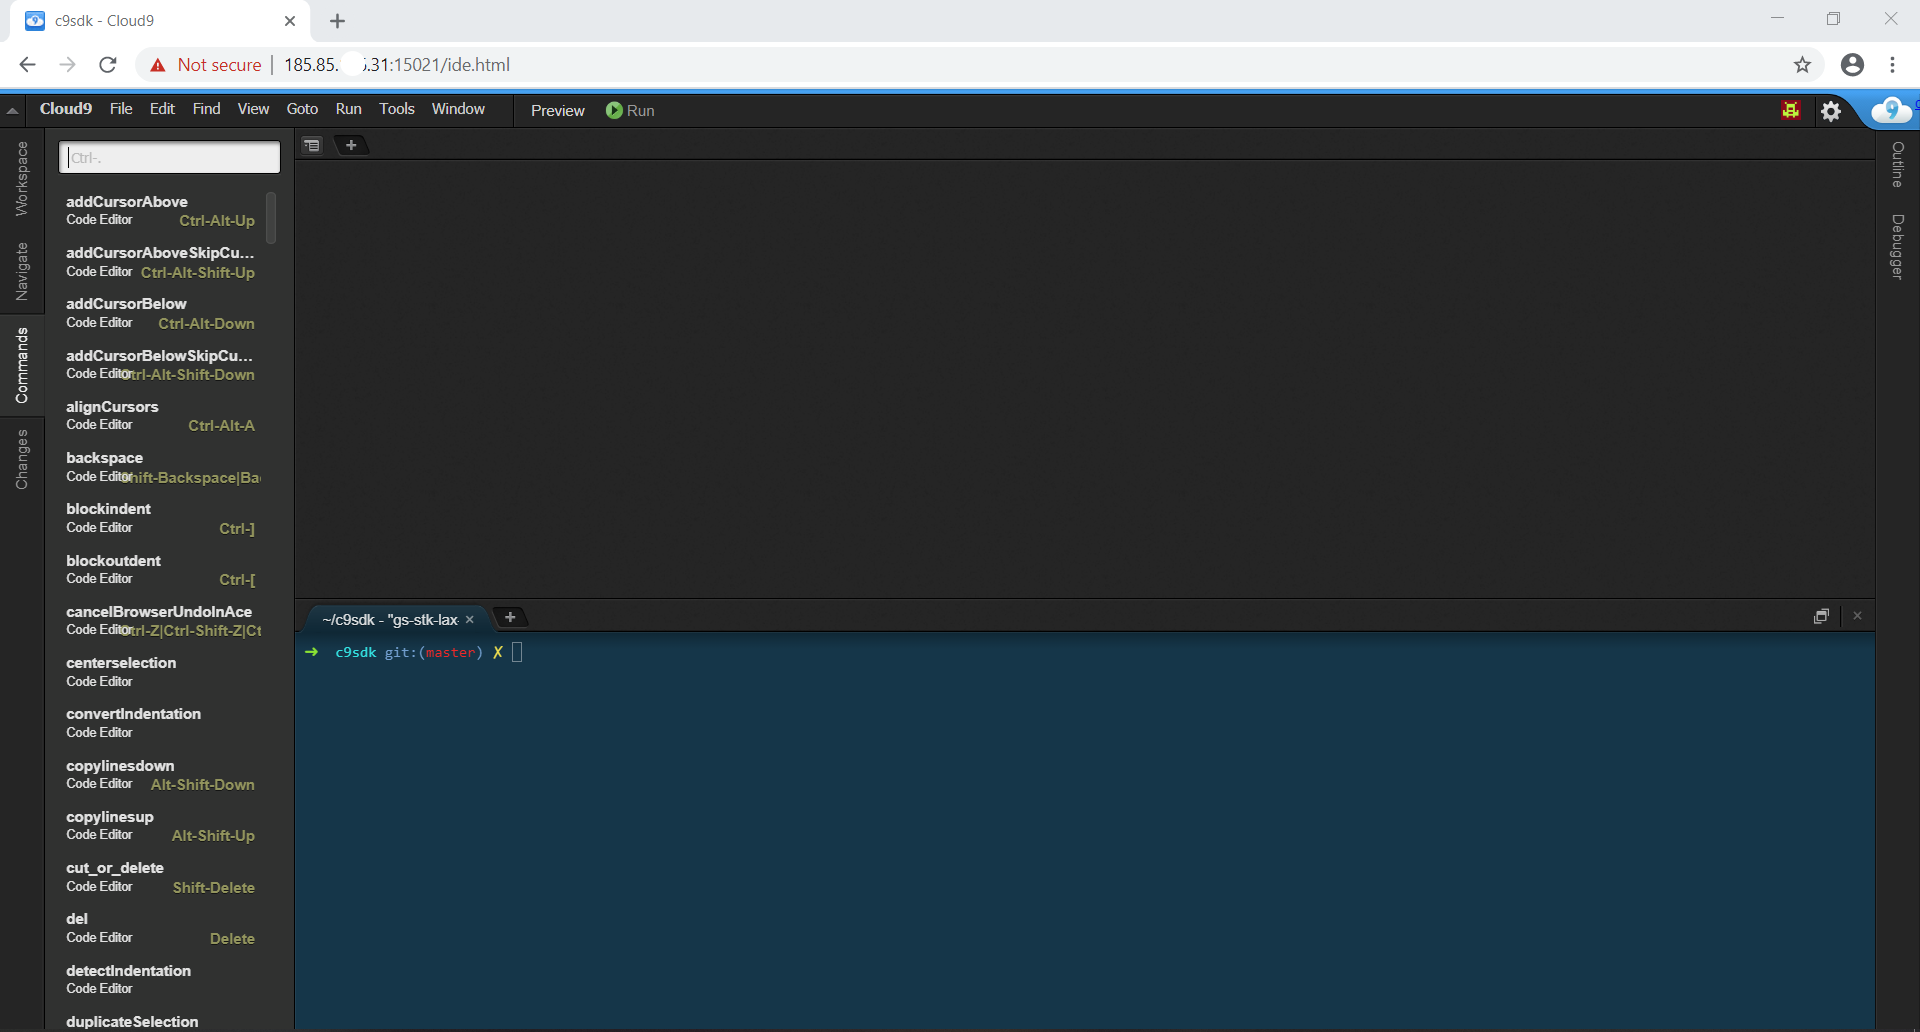 c9sdk - Cloud9
Not secure
185.85. .31:15021/ide.html
Cloud9 File Edit Find View Goto Run Tools Window Preview Run
Workspace
Navigate
Commands
Changes
Ctrl-.
addCursorAbove
Code Editor Ctrl-Alt-Up
addCursorAboveSkipCu...
Code Editor Ctrl-Alt-Shift-Up
addCursorBelow
Code Editor Ctrl-Alt-Down
addCursorBelowSkipCu...
Code Editor Ctrl-Alt-Shift-Down
alignCursors
Code Editor Ctrl-Alt-A
backspace
Code Editor Shift-Backspace|Ba
blockindent
Code Editor Ctrl-]
blockoutdent
Code Editor Ctrl-[
cancelBrowserUndoInAce
Code Editor Ctrl-Z|Ctrl-Shift-Z|Ct
centerselection
Code Editor
convertIndentation
Code Editor
copylinesdown
Code Editor Alt-Shift-Down
copylinesup
Code Editor Alt-Shift-Up
cut_or_delete
Code Editor Shift-Delete
del
Code Editor Delete
detectIndentation
Code Editor
duplicateSelection
~/c9sdk - "gs-stk-lax
➜ c9sdk git:(master) ✗
Outline
Debugger